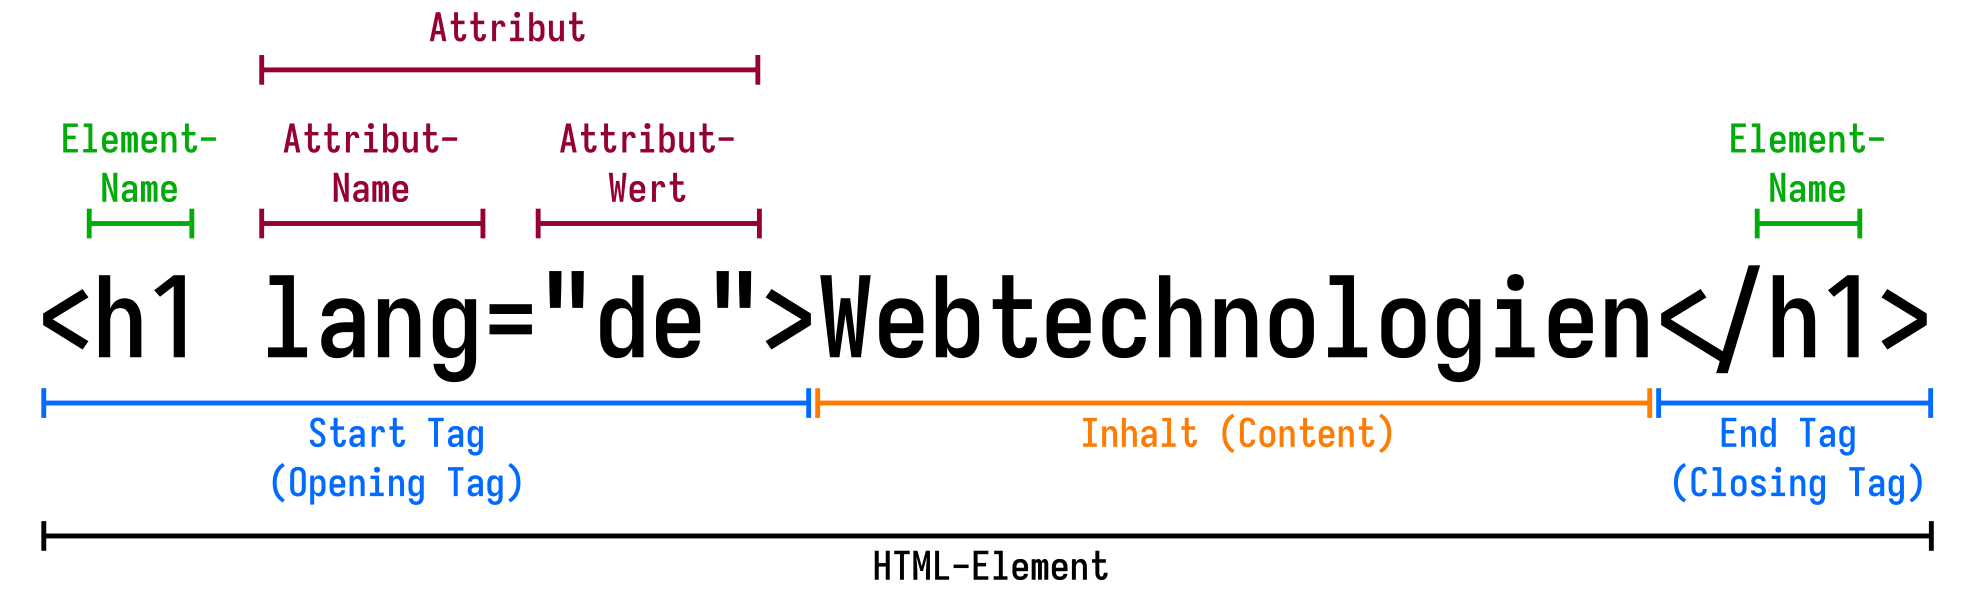 Attribut
Element- Attribut- Attribut- Element-
Name Name Wert Name
<h1 lang="de">Webtechnologien</h1>
Start Tag Inhalt (Content) End Tag
(Opening Tag) (Closing Tag)
HTML-Element